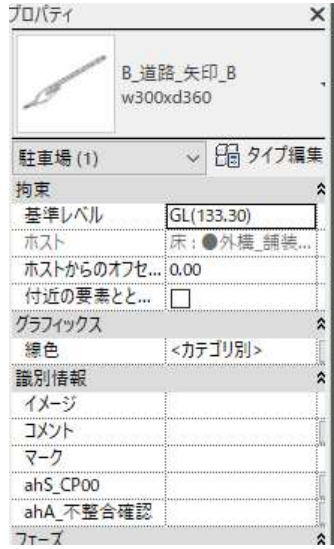 プロパティ
B_道路_矢印_B
w300xd360
駐車場 (1)
タイプ編集
拘束
基準レベル GL(133.30)
ホスト 床 : ●外構_舗装...
ホストからのオフセ... 0.00
付近の要素とと...
グラフィックス
線色 <カテゴリ別>
識別情報
イメージ
コメント
マーク
ahS_CP00
ahA_不整合確認
フェーズ